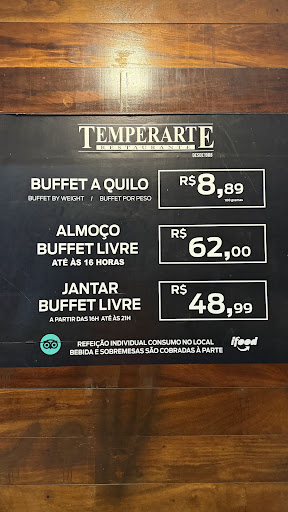 TEMPERARTE
RESTAURANTE
DESDE 1988
BUFFET A QUILO
BUFFET BY WEIGHT / BUFFET POR PESO
R$ 8,89
100 gramas
ALMOÇO
BUFFET LIVRE
ATÉ ÀS 16 HORAS
R$ 62,00
JANTAR
BUFFET LIVRE
A PARTIR DAS 16H ATÉ ÀS 21H
R$ 48,99
REFEIÇÃO INDIVIDUAL CONSUMO NO LOCAL
BEBIDA E SOBREMESAS SÃO COBRADAS À PARTE
ifood